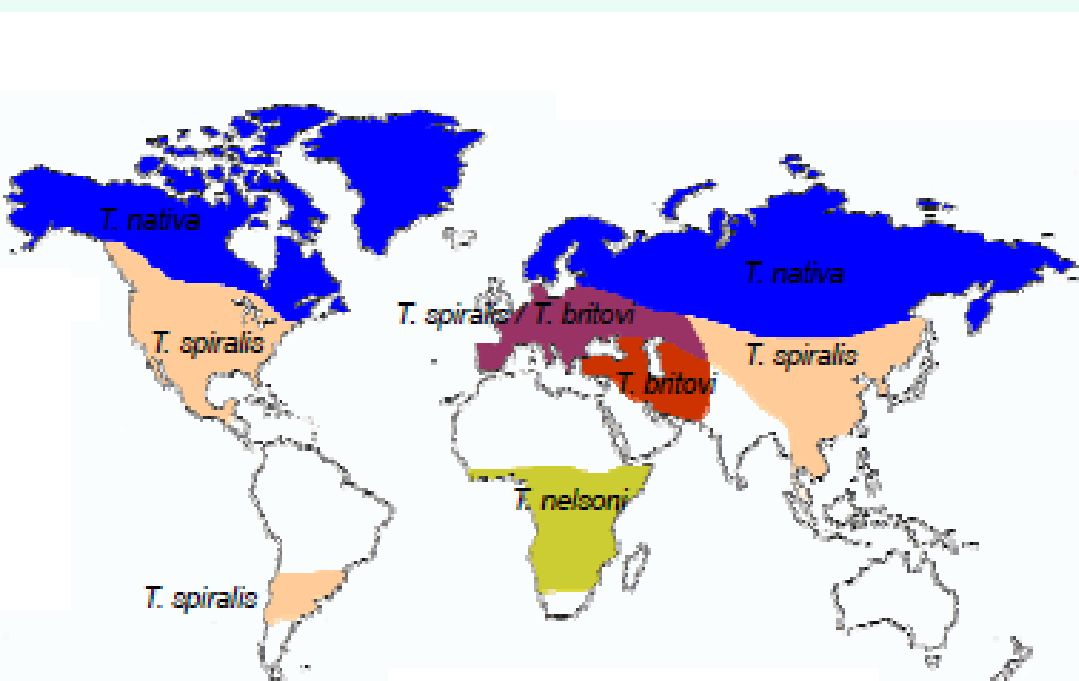 T. nativa
T. nativa
T. spiralis / T. britovi
T. spiralis
T. spiralis
T. britovi
T. nelsoni
T. spiralis